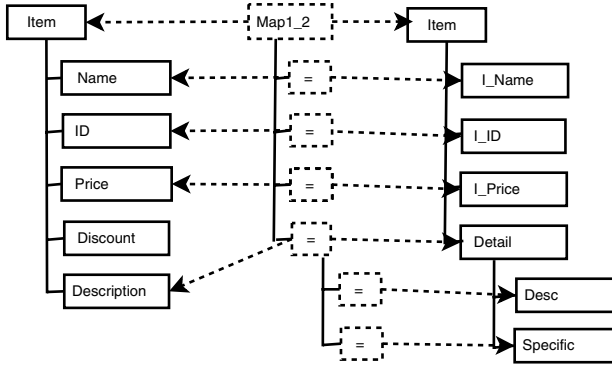 Item
Map1_2
Item
Name
=
I_Name
ID
=
I_ID
Price
=
I_Price
Discount
=
Detail
Description
=
Desc
=
Specific